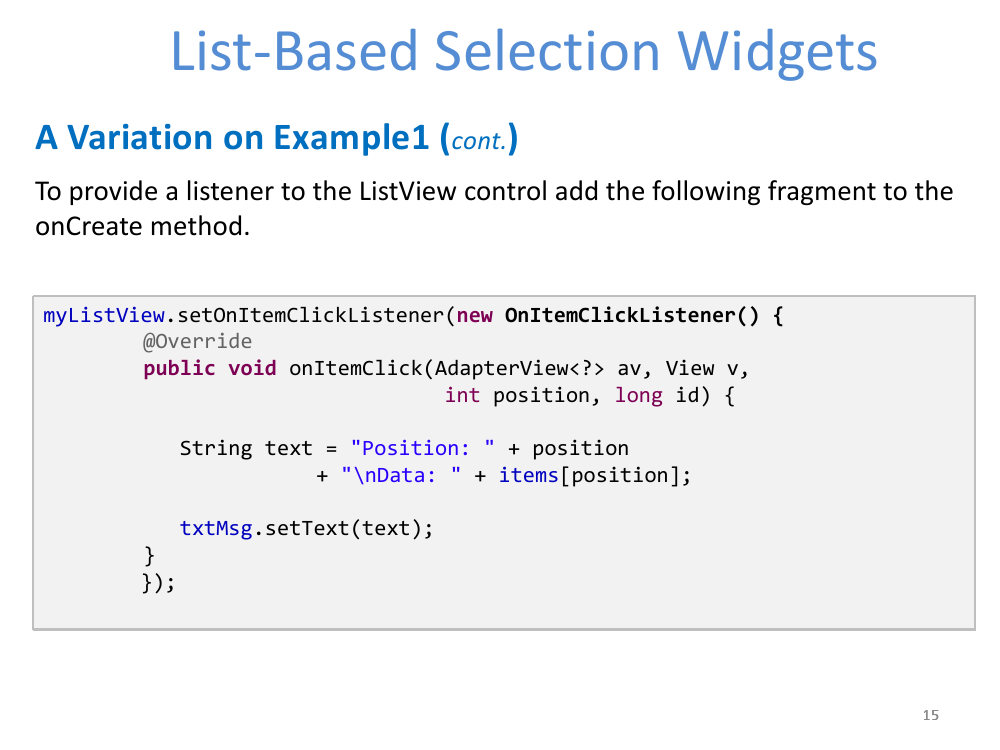 List-Based Selection Widgets
A Variation on Example1 (cont.)
To provide a listener to the ListView control add the following fragment to the
onCreate method.
myListView.setOnItemClickListener(new OnItemClickListener() {
@Override
public void onItemClick(AdapterView<?> av, View v,
int position, long id) {
String text = "Position: " + position
+ "\nData: " + items[position];
txtMsg.setText(text);
}
});
15